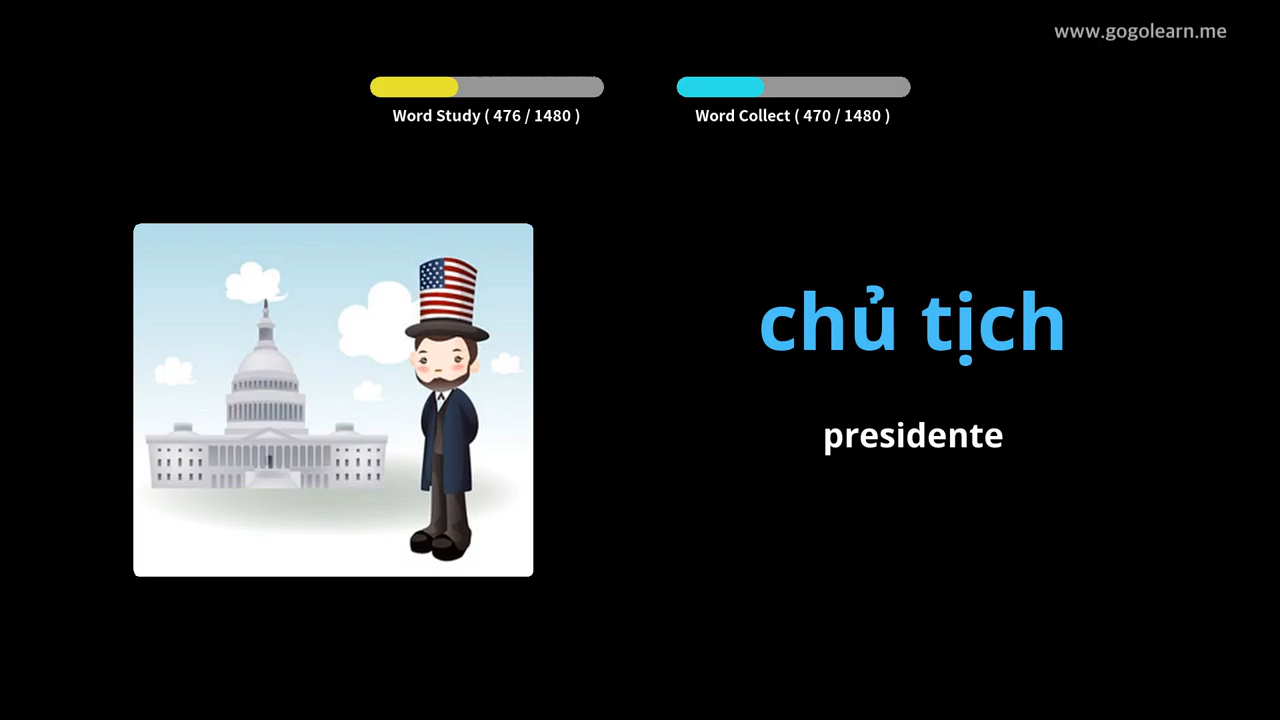 www.gogolearn.me
Word Study ( 476 / 1480 )
Word Collect ( 470 / 1480 )
chủ tịch
presidente